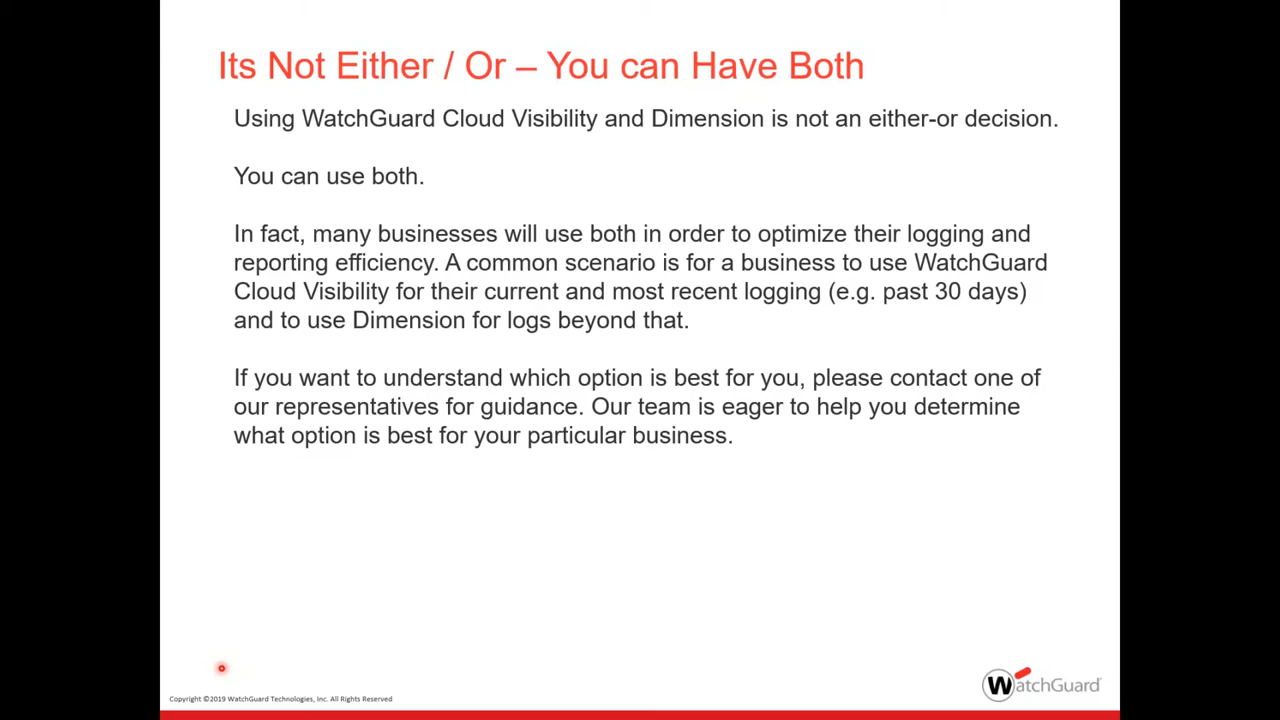 Its Not Either / Or – You can Have Both
Using WatchGuard Cloud Visibility and Dimension is not an either-or decision.
You can use both.
In fact, many businesses will use both in order to optimize their logging and
reporting efficiency. A common scenario is for a business to use WatchGuard
Cloud Visibility for their current and most recent logging (e.g. past 30 days)
and to use Dimension for logs beyond that.
If you want to understand which option is best for you, please contact one of
our representatives for guidance. Our team is eager to help you determine
what option is best for your particular business.
Copyright ©2019 WatchGuard Technologies, Inc. All Rights Reserved
WatchGuard